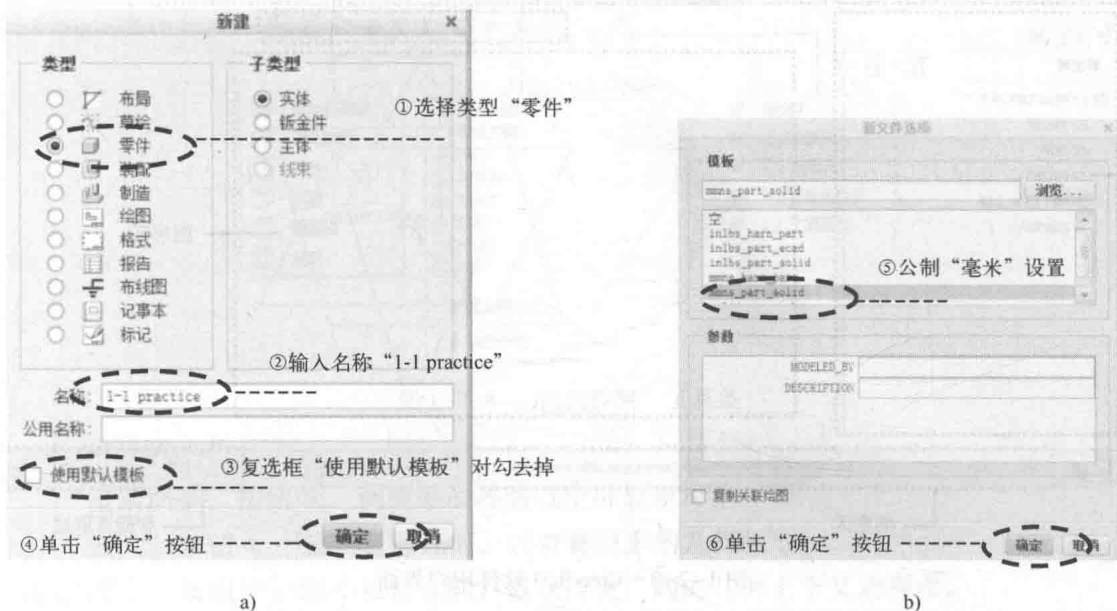 新建
类型
子类型
布局
草绘
零件
装配
制造
绘图
格式
报告
布线图
记事本
标记
实体
钣金件
主体
线束
①选择类型“零件”
②输入名称“1-1 practice”
名称: 1-1 practice
公用名称:
使用默认模板
③复选框“使用默认模板”对勾去掉
④单击“确定”按钮
确定
取消
a)
新文件选项
模板
mmns_part_solid
浏览...
空
inlbs_harn_part
inlbs_part_ecad
inlbs_part_solid
mmns_part_solid
⑤公制“毫米”设置
参数
MODELED_BY
DESCRIPTION
复制关联绘图
⑥单击“确定”按钮
确定
b)